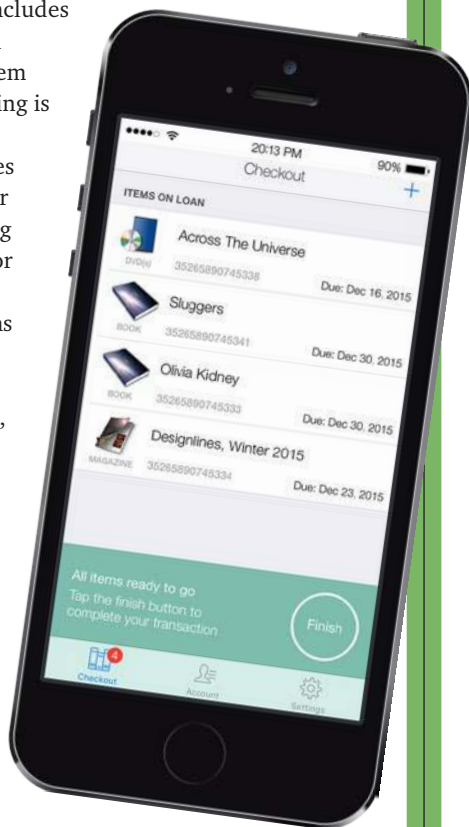 ncludes
em
ing is
es
r
g
or
ns
,
20:13 PM
90%
Checkout
+
ITEMS ON LOAN
Across The Universe
DVD(s)
35265890745338
Due: Dec 16, 2015
Sluggers
BOOK
35265890745341
Due: Dec 30, 2015
Olivia Kidney
BOOK
35265890745333
Due: Dec 30, 2015
Designlines, Winter 2015
MAGAZINE
35265890745334
Due: Dec 23, 2015
All items ready to go
Tap the finish button to
complete your transaction
Finish
4
Checkout
Account
Settings